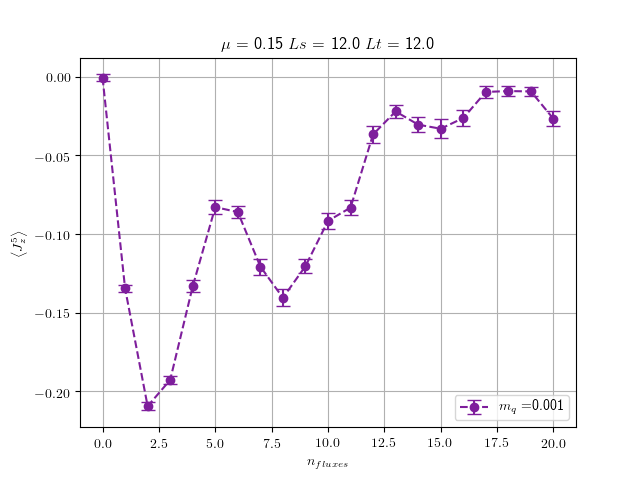 μ = 0.15 Ls = 12.0 Lt = 12.0
0.00
−0.05
−0.10
−0.15
−0.20
⟨J_z^5⟩
0.0 2.5 5.0 7.5 10.0 12.5 15.0 17.5 20.0
n_{fluxes}
m_q =0.001